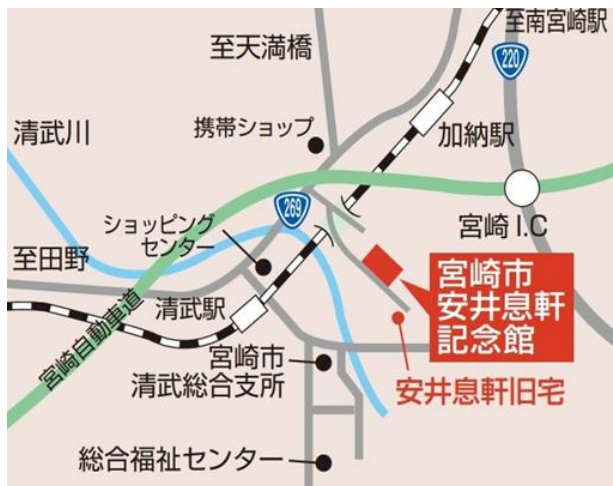 至南宮崎駅
至天満橋
220
清武川
携帯ショップ
加納駅
269
宮崎I.C
ショッピング
センター
至田野
宮崎市
安井息軒
記念館
清武駅
宮崎自動車道
宮崎市
清武総合支所
安井息軒旧宅
総合福祉センター